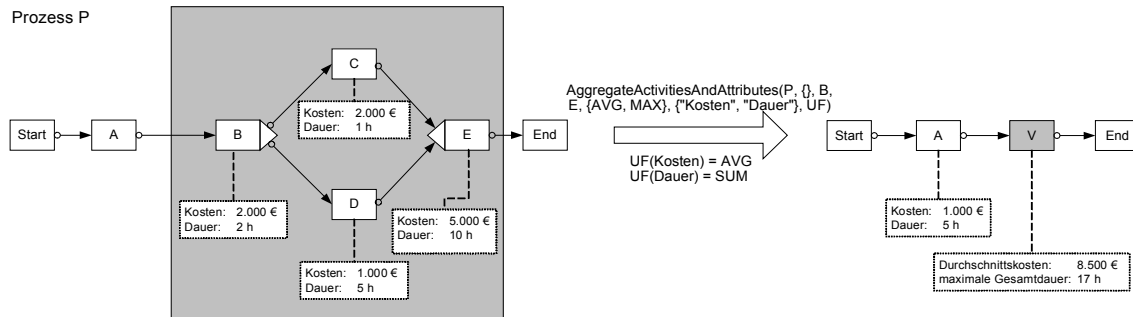 Prozess P
Start
A
B
C
D
E
End
Kosten: 2.000 €
Dauer: 1 h
Kosten: 2.000 €
Dauer: 2 h
Kosten: 1.000 €
Dauer: 5 h
Kosten: 5.000 €
Dauer: 10 h
AggregateActivitiesAndAttributes(P, {}, B,
E, {AVG, MAX}, {"Kosten", "Dauer"}, UF)
UF(Kosten) = AVG
UF(Dauer) = SUM
Start
A
V
End
Kosten: 1.000 €
Dauer: 5 h
Durchschnittskosten: 8.500 €
maximale Gesamtdauer: 17 h